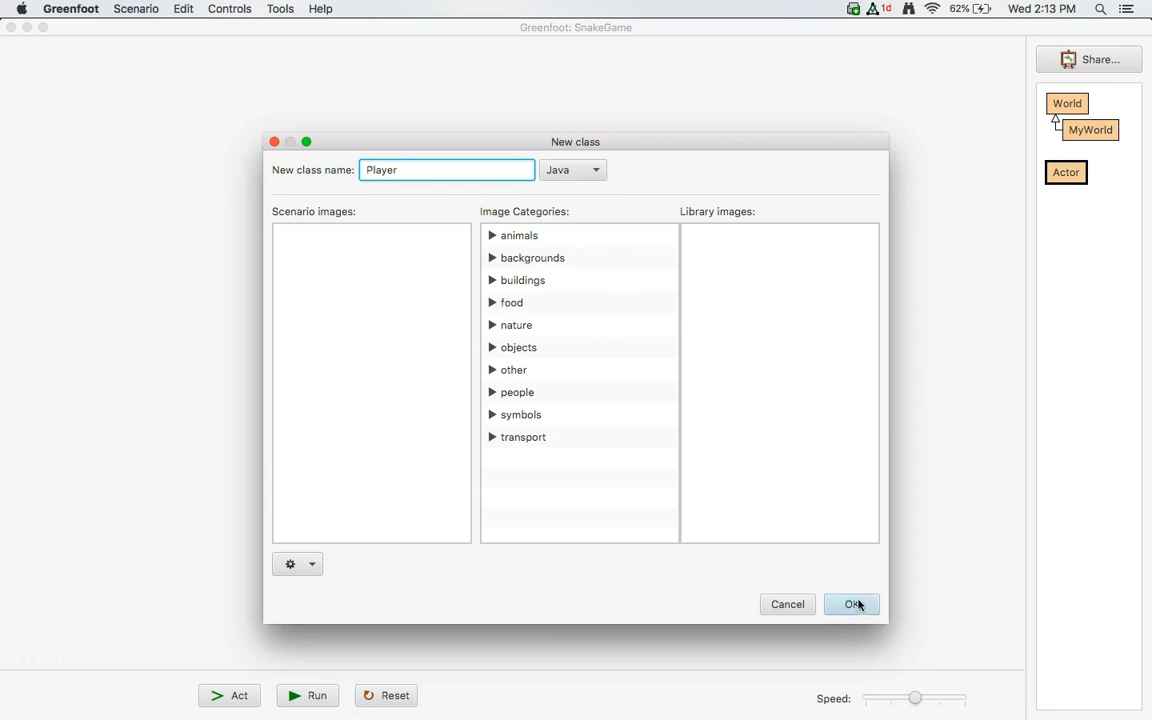 Greenfoot Scenario Edit Controls Tools Help 1d 62% Wed 2:13 PM
Greenfoot: SnakeGame
Share...
World
MyWorld
Actor
New class
New class name: Player Java
Scenario images: Image Categories: Library images:
animals
backgrounds
buildings
food
nature
objects
other
people
symbols
transport
Cancel OK
Act Run Reset Speed: